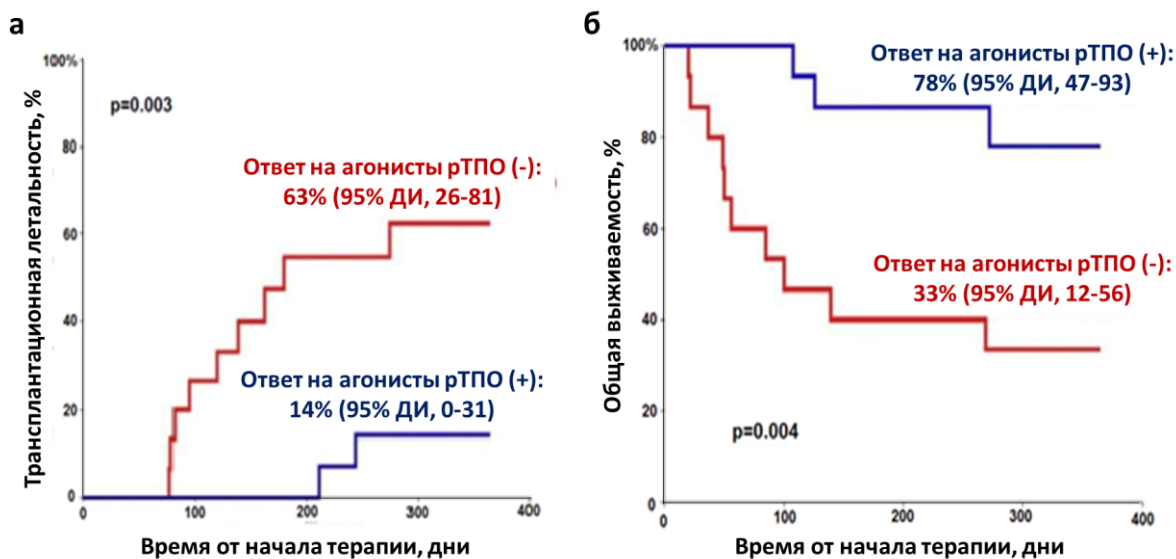 а
Трансплантационная летальность, %
100%
80
60
40
20
0
p=0.003
Ответ на агонисты рТПО (-):
63% (95% ДИ, 26-81)
Ответ на агонисты рТПО (+):
14% (95% ДИ, 0-31)
0
100
200
300
400
Время от начала терапии, дни
б
Общая выживаемость, %
100%
80
60
40
20
0
Ответ на агонисты рТПО (+):
78% (95% ДИ, 47-93)
Ответ на агонисты рТПО (-):
33% (95% ДИ, 12-56)
p=0.004
0
100
200
300
400
Время от начала терапии, дни